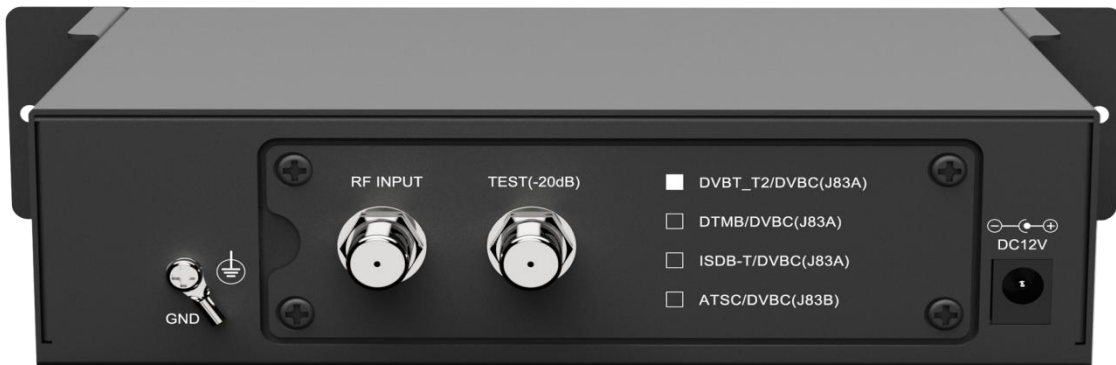 RF INPUT
TEST(-20dB)
DVBT_T2/DVBC(J83A)
DTMB/DVBC(J83A)
ISDB-T/DVBC(J83A)
ATSC/DVBC(J83B)
GND
DC12V